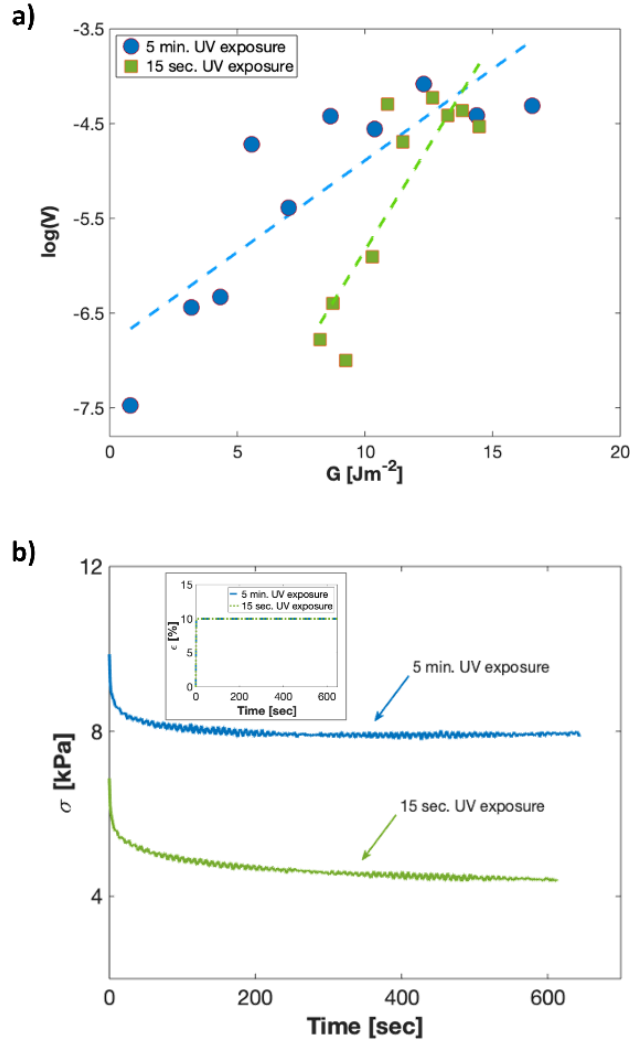 a)
-3.5
5 min. UV exposure
15 sec. UV exposure
-4.5
log(V)
-5.5
-6.5
-7.5
0 5 10 15 20
G [Jm-2]
b)
12
15
5 min. UV exposure
15 sec. UV exposure
10
ϵ [%]
5
0
0 200 400 600
Time [sec]
5 min. UV exposure
8
σ [kPa]
15 sec. UV exposure
4
0 200 400 600
Time [sec]